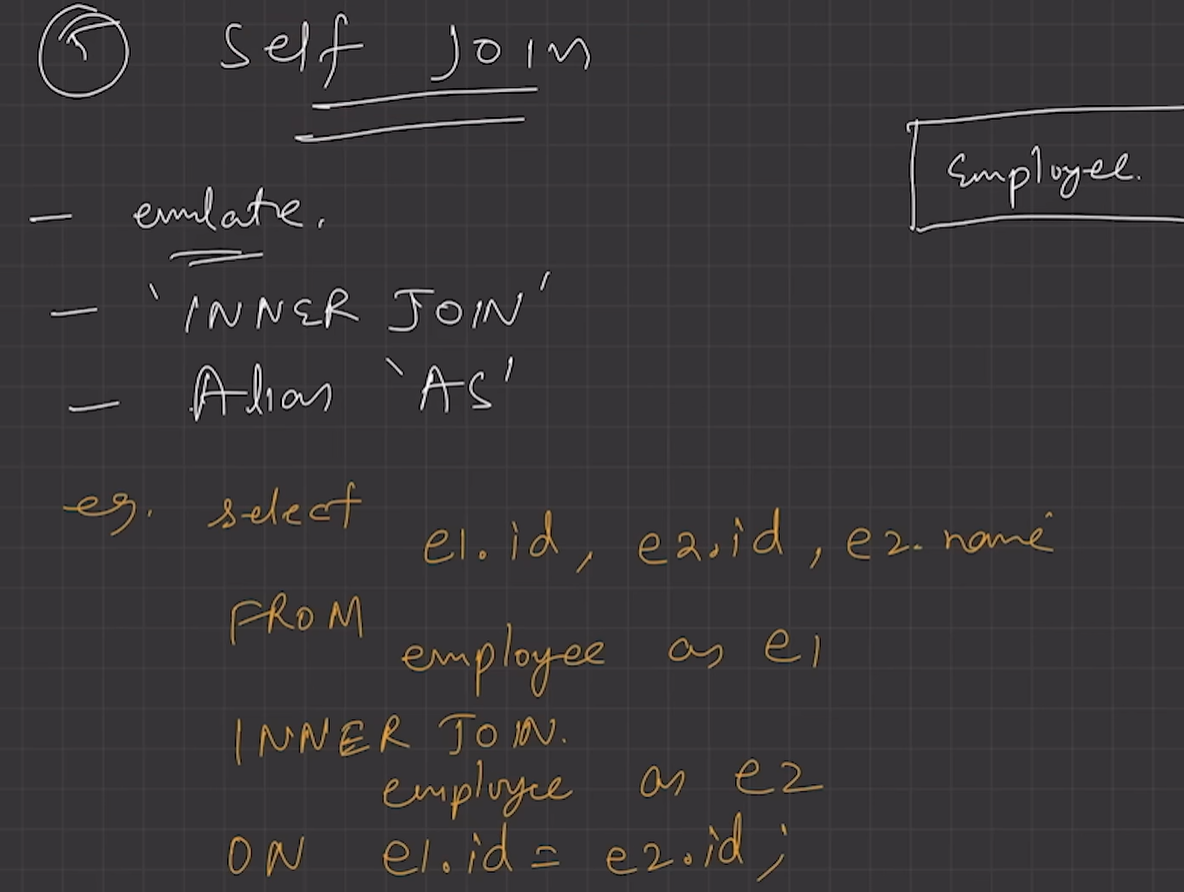 Self JOIN
Employee.
- emulate.
- 'INNER JOIN'
- Alias 'AS'
eg. select
e1.id, e2.id, e2.name
FROM
employee as e1
INNER JOIN.
employee as e2
ON e1.id = e2.id;